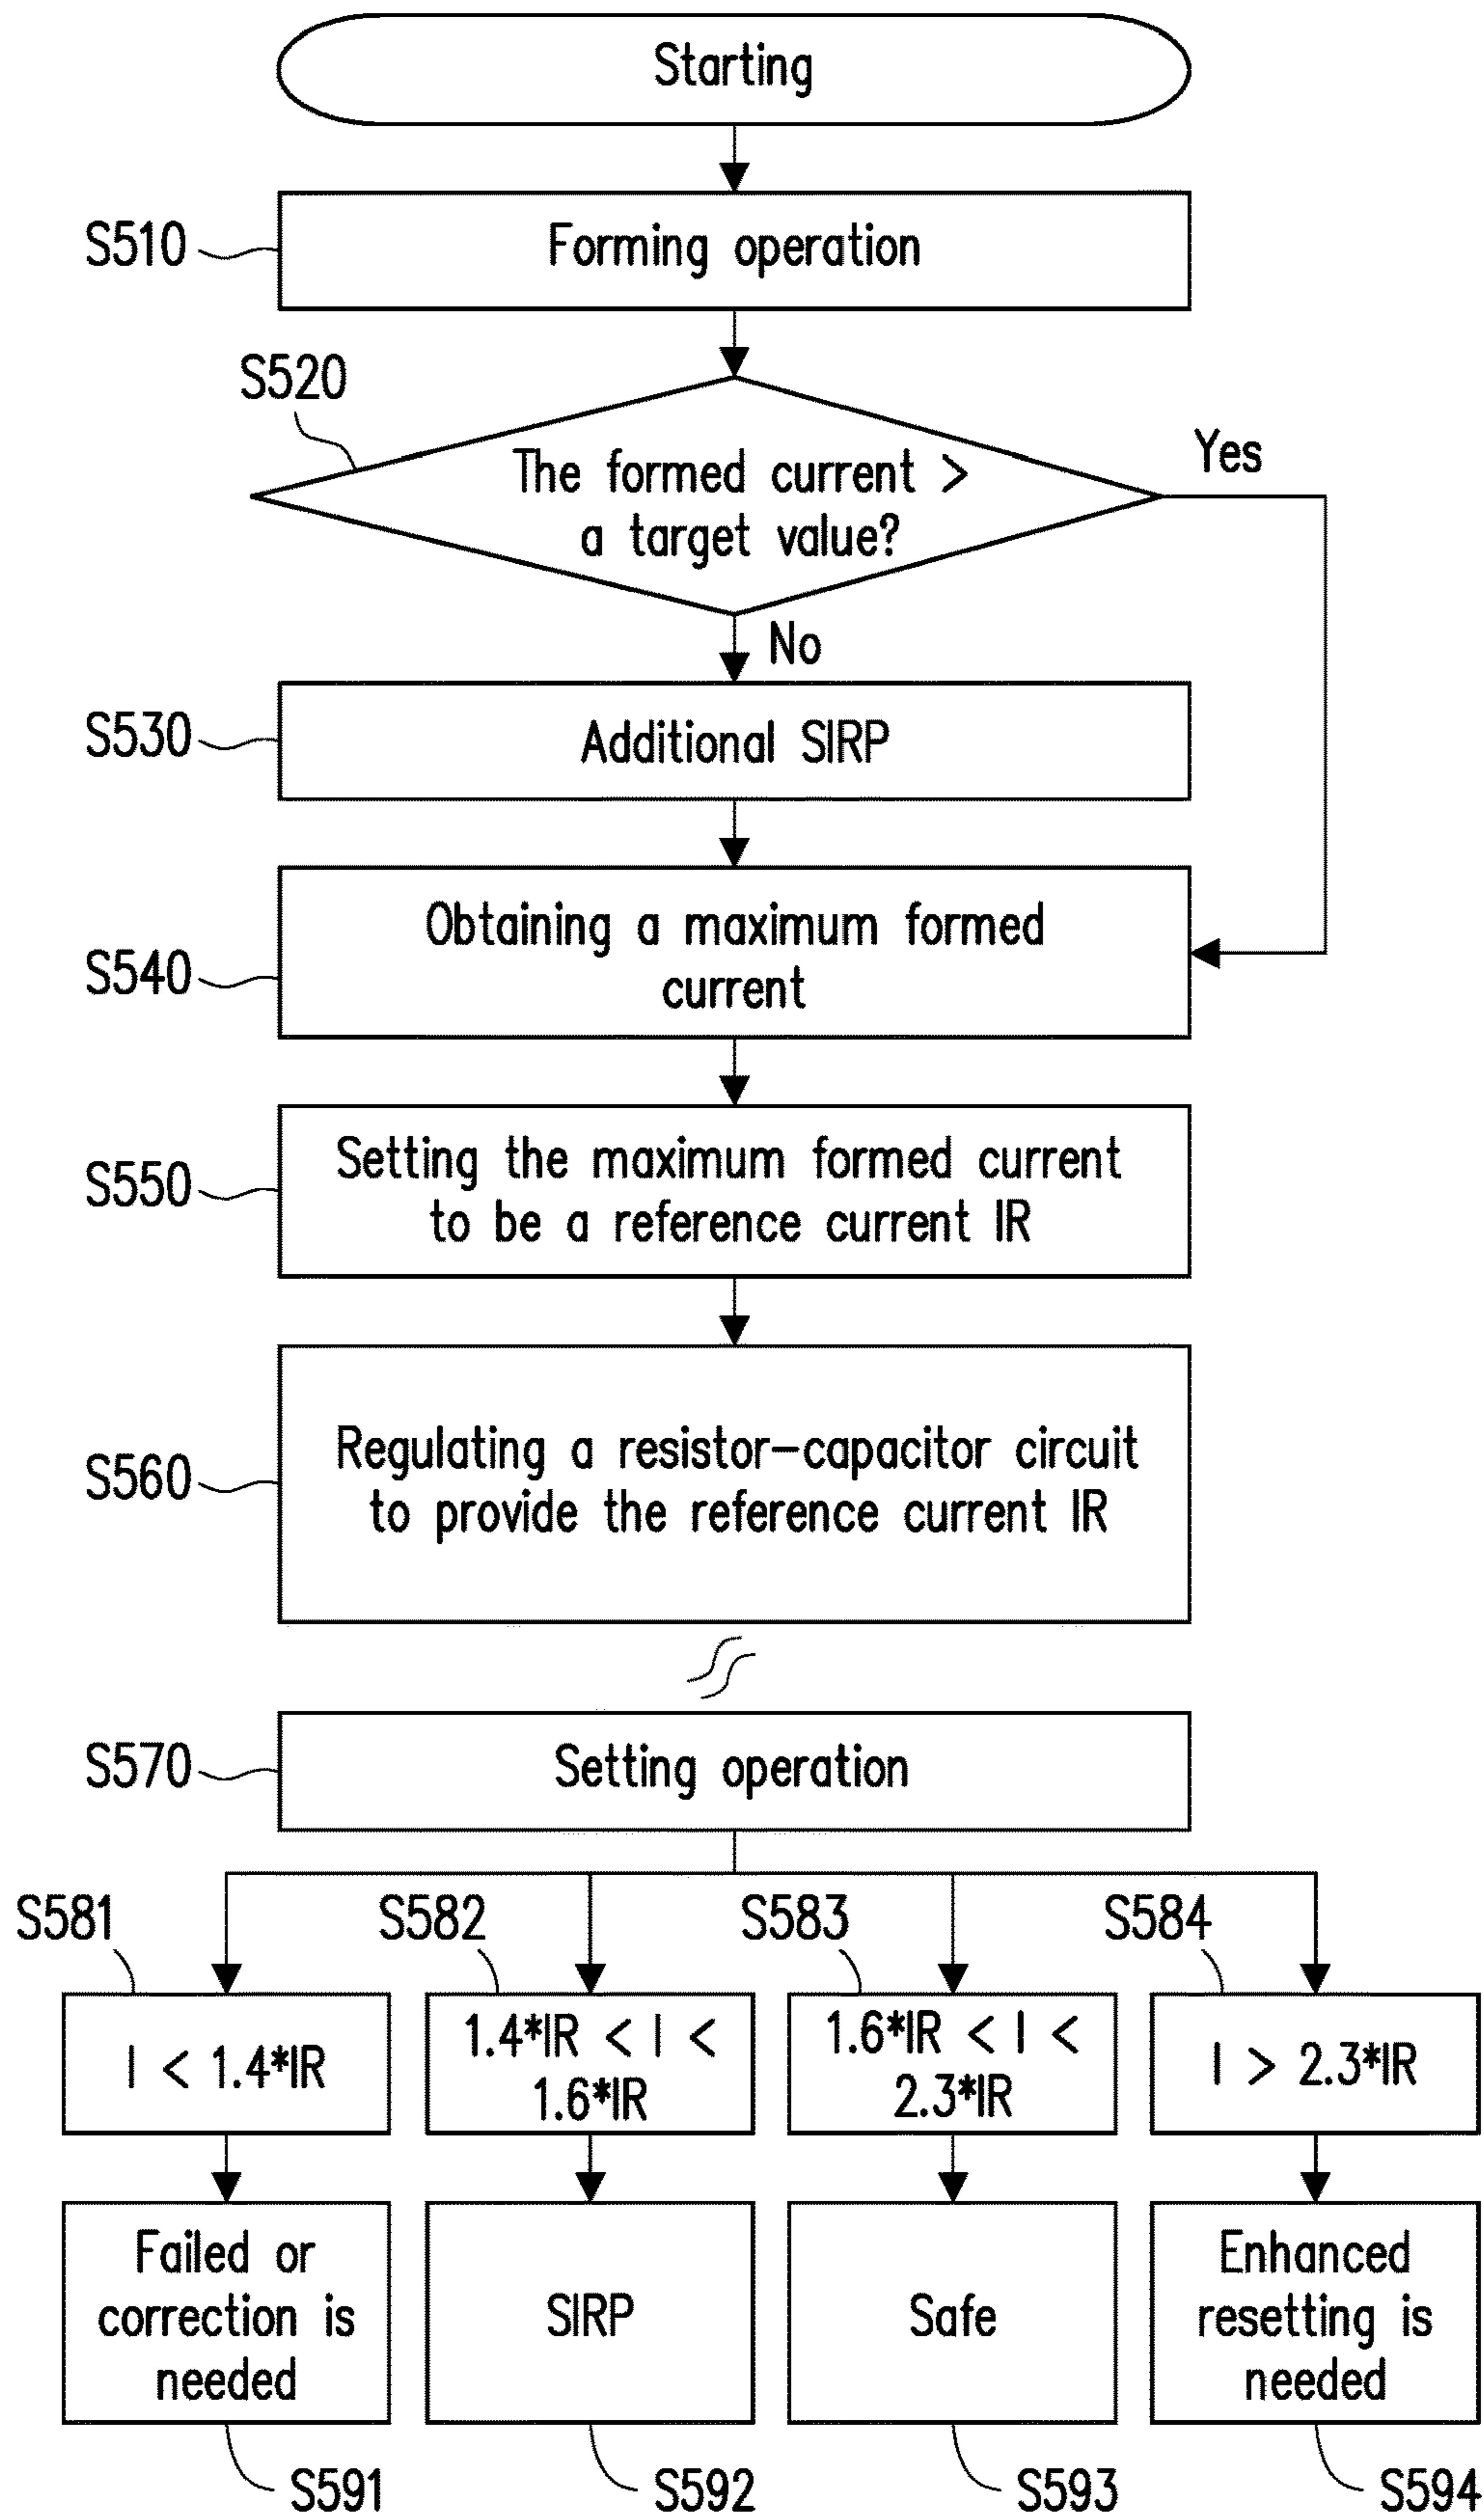 Starting
S510
Forming operation
S520
The formed current >
a target value?
Yes
No
S530
Additional SIRP
S540
Obtaining a maximum formed
current
S550
Setting the maximum formed current
to be a reference current IR
S560
Regulating a resistor-capacitor circuit
to provide the reference current IR
S570
Setting operation
S581
S582
S583
S584
I < 1.4*IR
1.4*IR < I <
1.6*IR
1.6*IR < I <
2.3*IR
I > 2.3*IR
Failed or
correction is
needed
SIRP
Safe
Enhanced
resetting is
needed
S591
S592
S593
S594